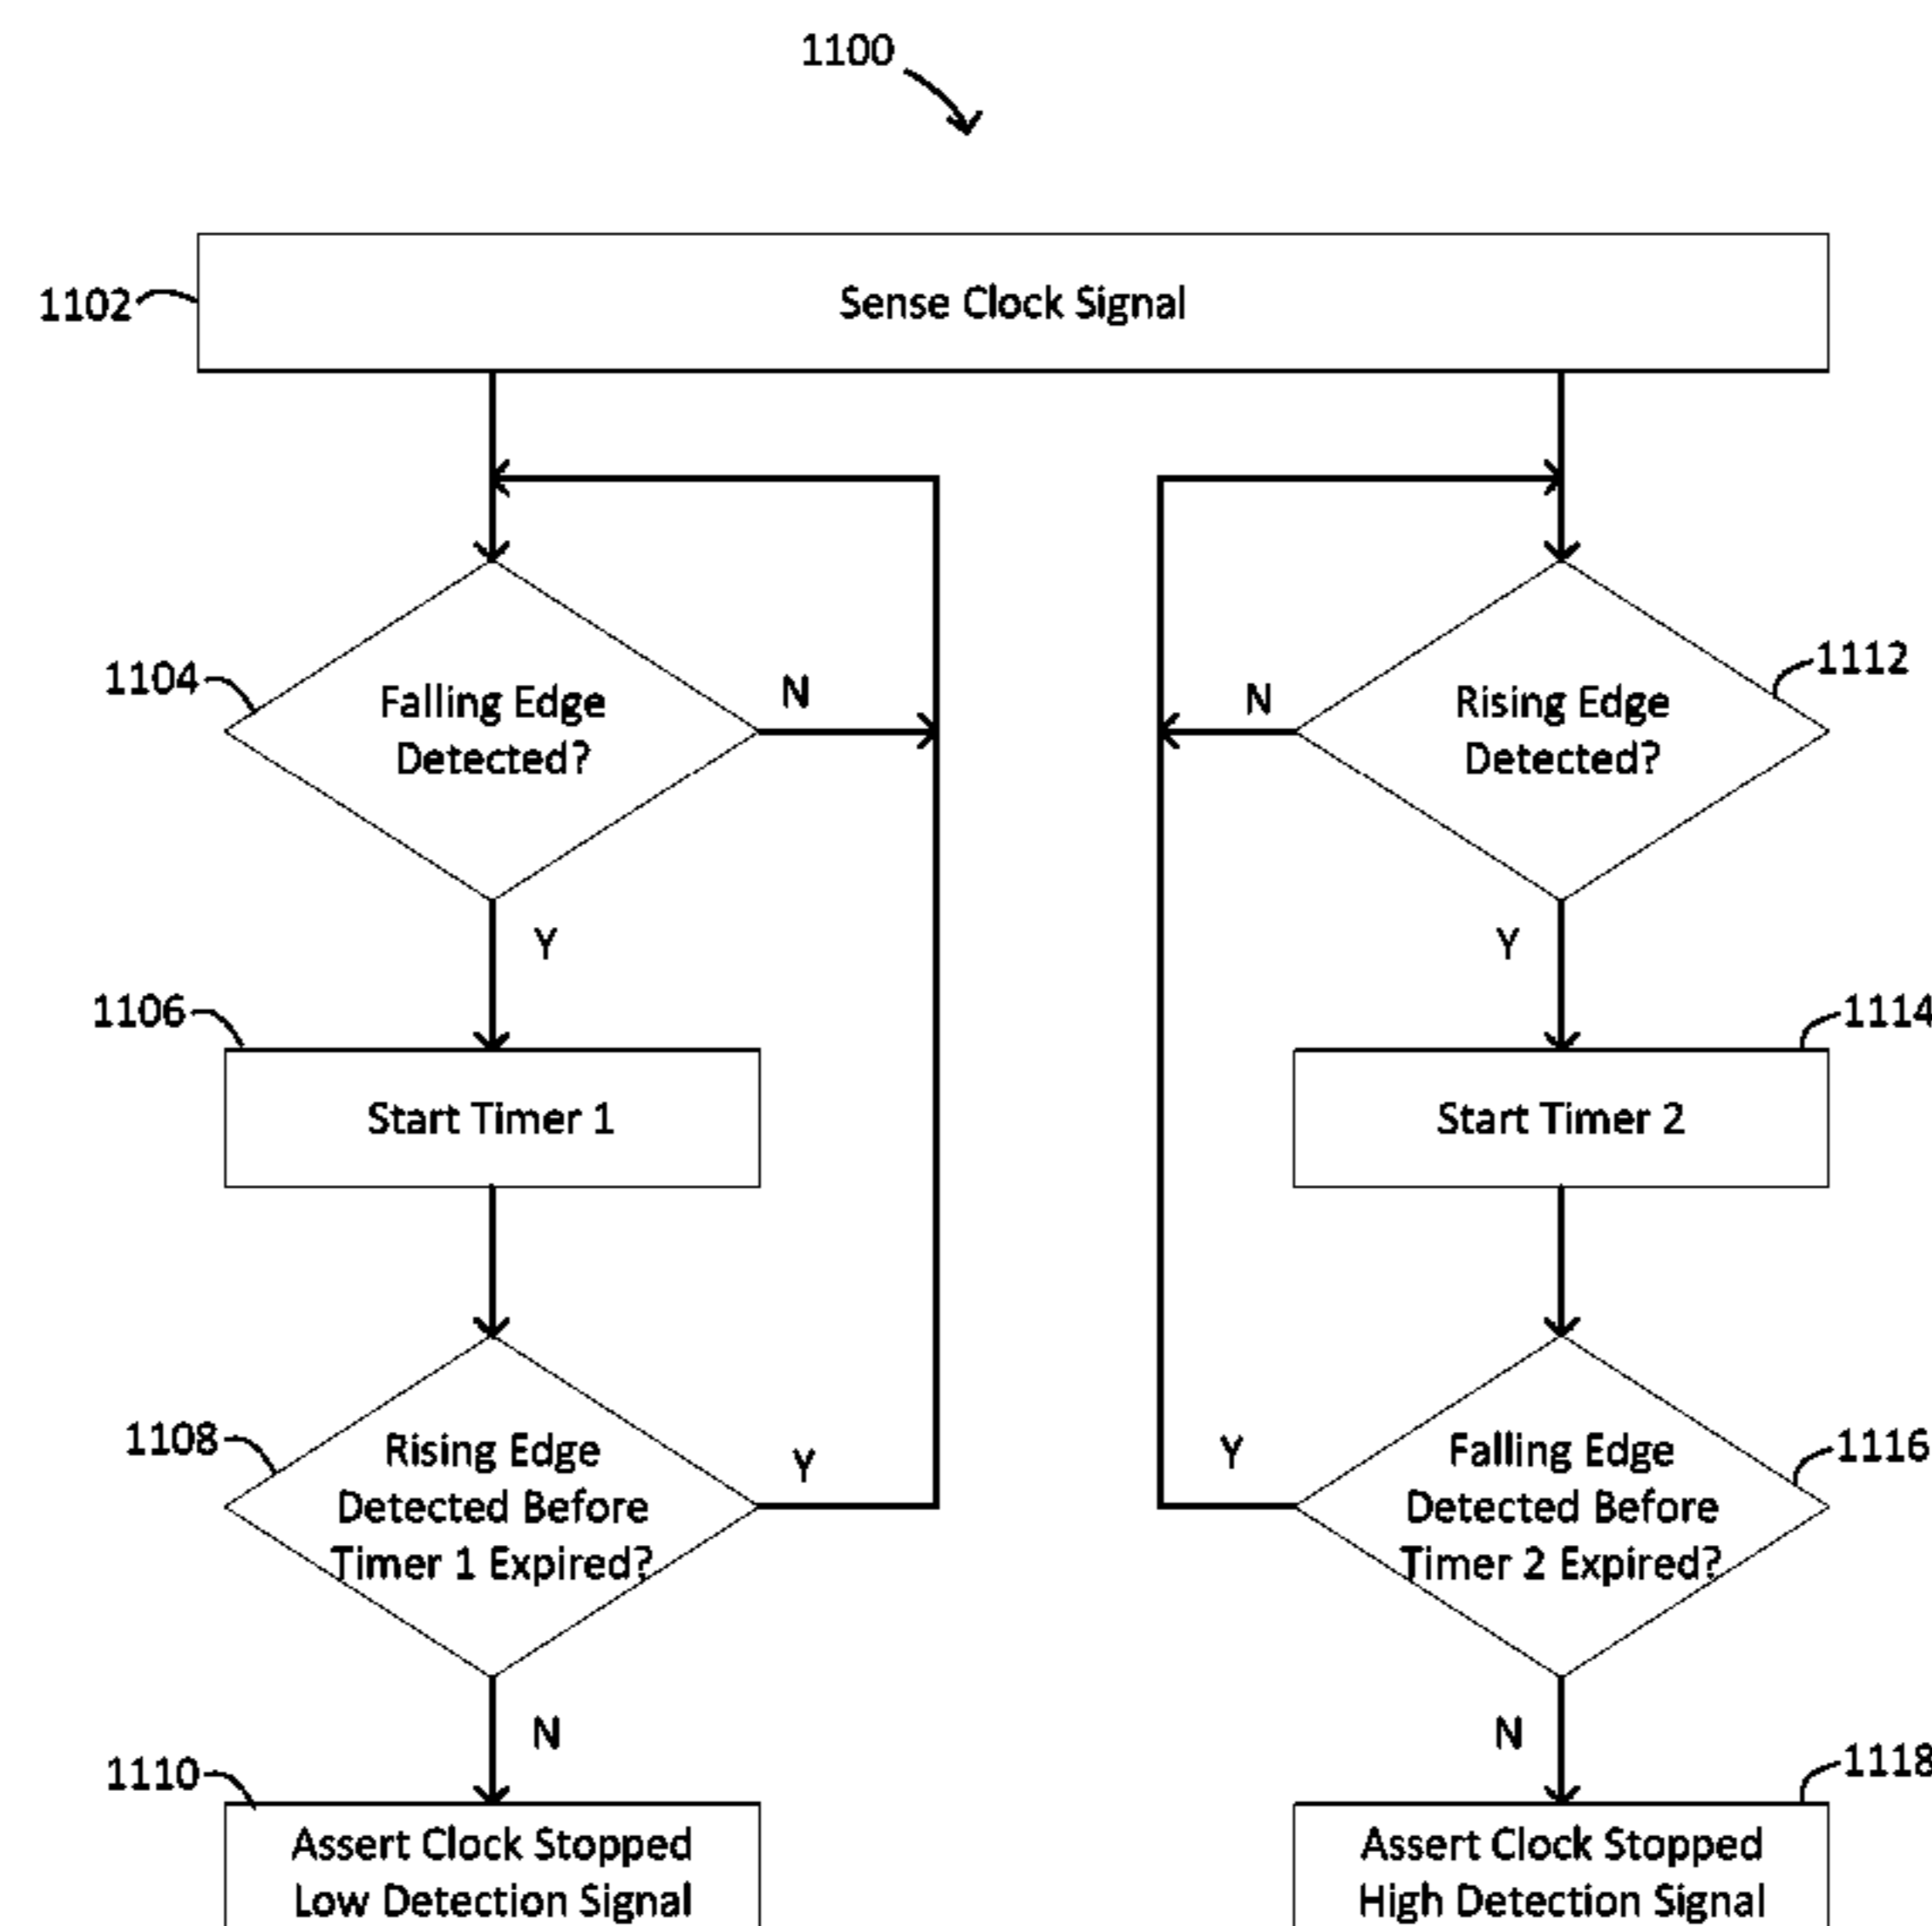 1100
1102
Sense Clock Signal
1104
Falling Edge
Detected?
N
Y
1106
Start Timer 1
1108
Rising Edge
Detected Before
Timer 1 Expired?
Y
N
1110
Assert Clock Stopped
Low Detection Signal
1112
Rising Edge
Detected?
N
Y
1114
Start Timer 2
1116
Falling Edge
Detected Before
Timer 2 Expired?
Y
N
1118
Assert Clock Stopped
High Detection Signal